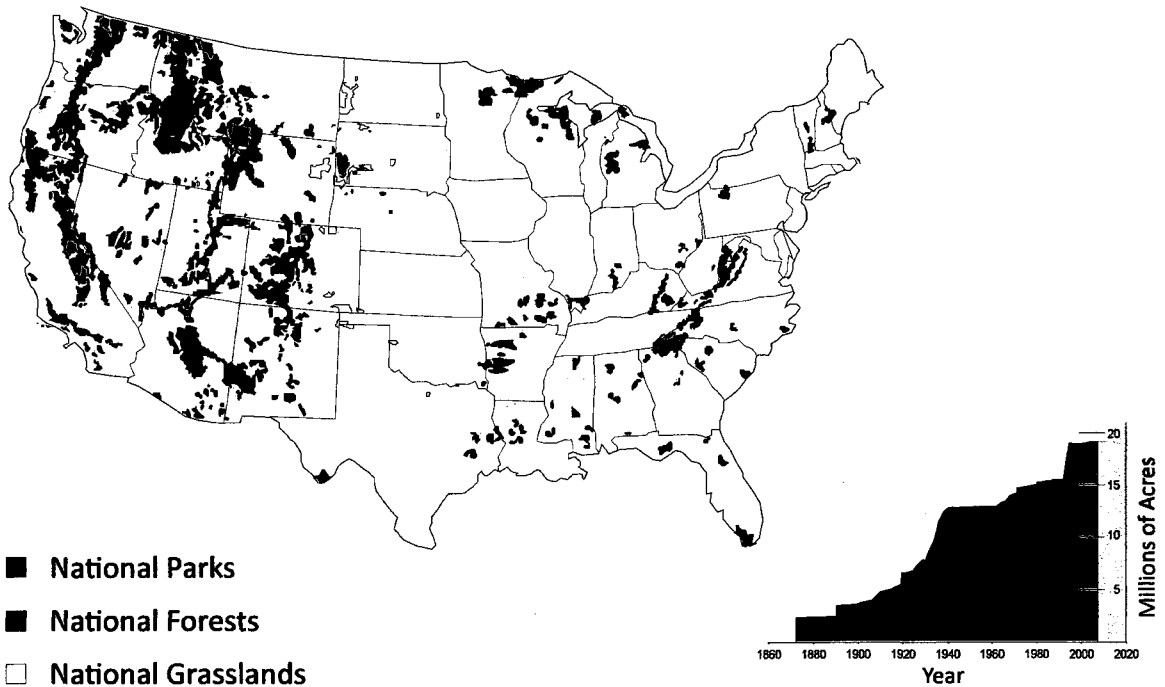 National Parks
National Forests
National Grasslands
20
15
10
5
Millions of Acres
1860 1880 1900 1920 1940 1960 1980 2000 2020
Year